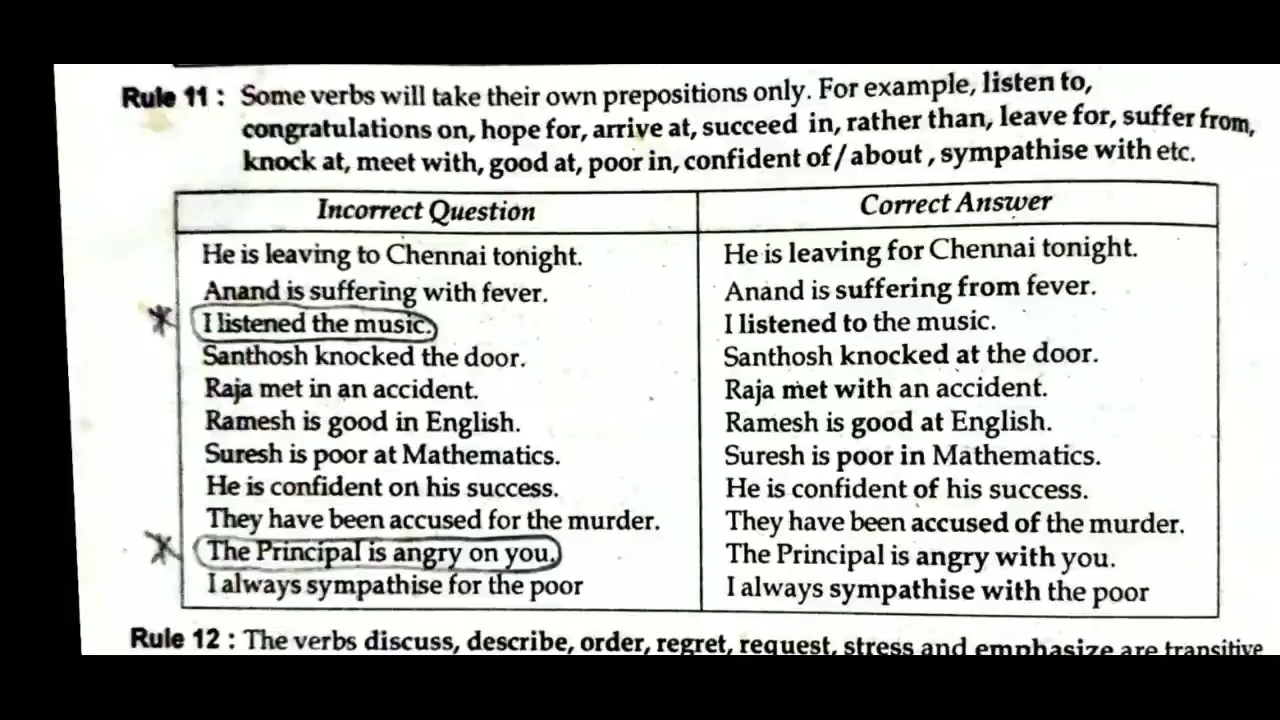 Rule 11 : Some verbs will take their own prepositions only. For example, listen to,
congratulations on, hope for, arrive at, succeed in, rather than, leave for, suffer from,
knock at, meet with, good at, poor in, confident of / about , sympathise with etc.
Incorrect Question Correct Answer
He is leaving to Chennai tonight. He is leaving for Chennai tonight.
Anand is suffering with fever. Anand is suffering from fever.
I listened the music. I listened to the music.
Santhosh knocked the door. Santhosh knocked at the door.
Raja met in an accident. Raja met with an accident.
Ramesh is good in English. Ramesh is good at English.
Suresh is poor at Mathematics. Suresh is poor in Mathematics.
He is confident on his success. He is confident of his success.
They have been accused for the murder. They have been accused of the murder.
The Principal is angry on you. The Principal is angry with you.
I always sympathise for the poor I always sympathise with the poor
Rule 12 : The verbs discuss, describe, order, regret, request, stress and emphasize are transitive